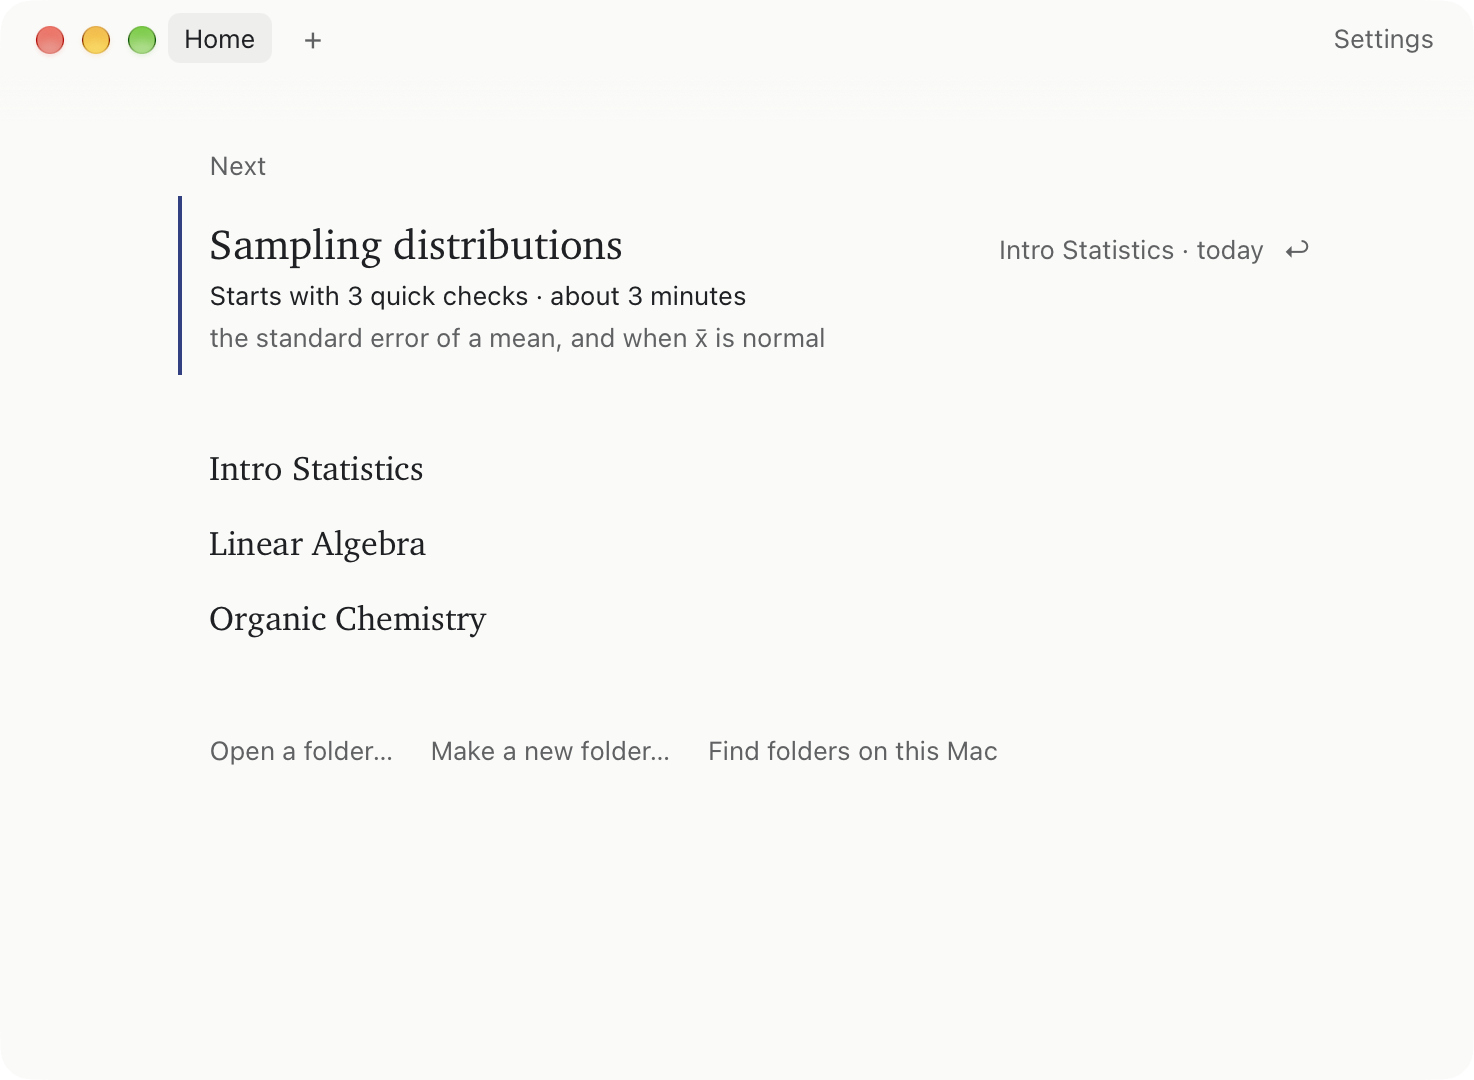 Home + Settings
Next
Sampling distributions
Intro Statistics · today ↩
Starts with 3 quick checks · about 3 minutes
the standard error of a mean, and when x̄ is normal
Intro Statistics
Linear Algebra
Organic Chemistry
Open a folder... Make a new folder... Find folders on this Mac